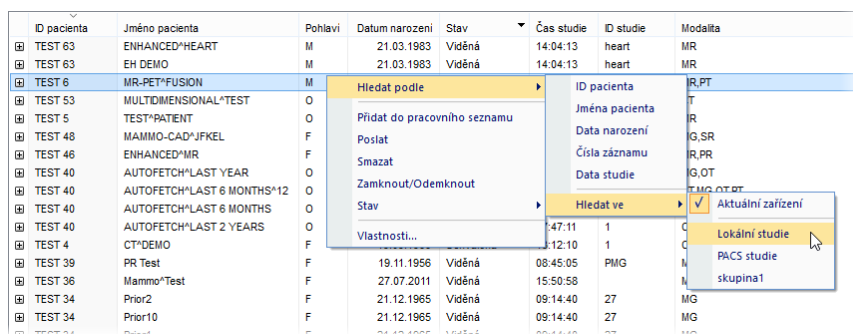 ID pacienta Jméno pacienta Pohlaví Datum narození Stav Čas studie ID studie Modalita
TEST 63 ENHANCED^HEART M 21.03.1983 Viděná 14:04:13 heart MR
TEST 63 EH DEMO M 21.03.1983 Viděná 14:04:13 heart MR
TEST 6 MR-PET^FUSION M MR,PT
TEST 53 MULTIDIMENSIONAL^TEST O
TEST 5 TEST^PATIENT O
TEST 48 MAMMO-CAD^JFKEL F
TEST 46 ENHANCED^MR F
TEST 40 AUTOFETCH^LAST YEAR O
TEST 40 AUTOFETCH^LAST 6 MONTHS^12 O
TEST 40 AUTOFETCH^LAST 6 MONTHS O
TEST 40 AUTOFETCH^LAST 2 YEARS O 1
TEST 4 CT^DEMO F 1
TEST 39 PR Test F 19.11.1956 Viděná 08:45:05 PMG
TEST 36 Mammo^Test F 27.07.2011 Viděná 15:50:58
TEST 34 Prior2 F 21.12.1965 Viděná 09:14:40 27 MG
TEST 34 Prior10 F 21.12.1965 Viděná 09:14:40 27 MG
Hledat podle
Přidat do pracovního seznamu
Poslat
Smazat
Zamknout/Odemknout
Stav
Vlastnosti...
ID pacienta
Jména pacienta
Data narození
Čísla záznamu
Data studie
Hledat ve
Aktuální zařízení
Lokální studie
PACS studie
skupina1